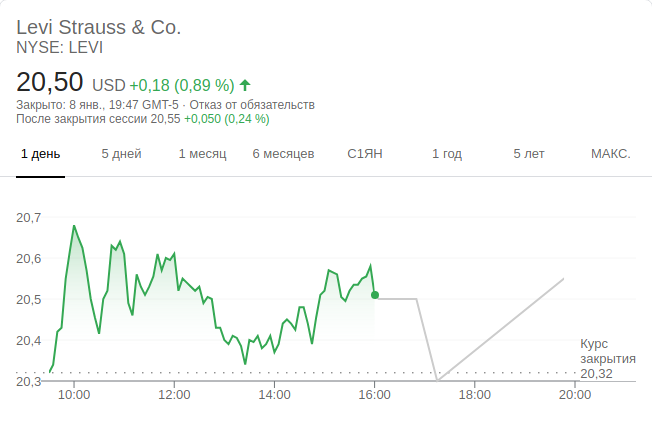 Levi Strauss & Co.
NYSE: LEVI
20,50 USD +0,18 (0,89 %)
Закрыто: 8 янв., 19:47 GMT-5 · Отказ от обязательств
После закрытия сессии 20,55 +0,050 (0,24 %)
1 день 5 дней 1 месяц 6 месяцев С1ЯН 1 год 5 лет МАКС.
20,7
20,6
20,5
20,4
20,3
Курс
закрытия
20,32
10:00 12:00 14:00 16:00 18:00 20:00